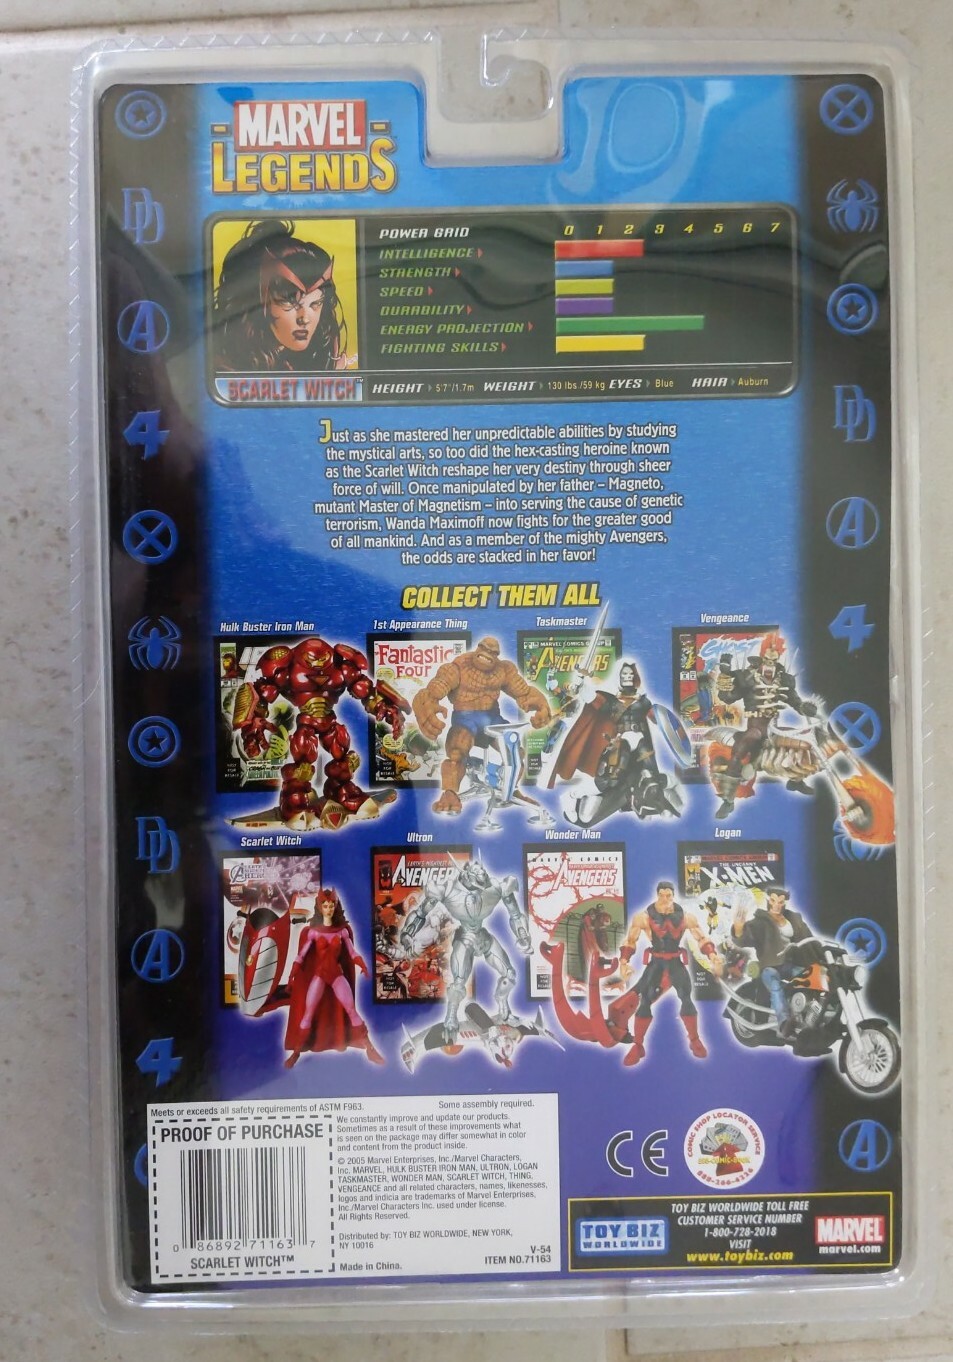 MARVEL
LEGENDS
POWER GRID 0 1 2 3 4 5 6 7
INTELLIGENCE
STRENGTH
SPEED
DURABILITY
ENERGY PROJECTION
FIGHTING SKILLS
SCARLET WITCH™ HEIGHT 5'7"/1.7m WEIGHT 130 lbs/59 kg EYES Blue HAIR Auburn
Just as she mastered her unpredictable abilities by studying
the mystical arts, so too did the hex-casting heroine known
as the Scarlet Witch reshape her very destiny through sheer
force of will. Once manipulated by her father – Magneto,
mutant Master of Magnetism – into serving the cause of genetic
terrorism, Wanda Maximoff now fights for the greater good
of all mankind. And as a member of the mighty Avengers,
the odds are stacked in her favor!
COLLECT THEM ALL
Hulk Buster Iron Man 1st Appearance Thing Taskmaster Vengeance
Fantastic
FOUR
Scarlet Witch Ultron Wonder Man Logan
AVENGERS
X-MEN
Meets or exceeds all safety requirements of ASTM F963. Some assembly required.
PROOF OF PURCHASE
0 86892 71163 7
SCARLET WITCH™
We constantly improve and update our products.
Sometimes as a result of these improvements what
is seen on the package may differ somewhat in color
and content from the product inside.
© 2005 Marvel Enterprises, Inc./Marvel Characters,
Inc. MARVEL, HULK BUSTER IRON MAN, ULTRON, LOGAN
TASKMASTER, WONDER MAN, SCARLET WITCH, THING,
VENGEANCE and all related characters, names, likenesses,
logos and indicia are trademarks of Marvel Enterprises,
Inc./Marvel Characters Inc. used under license.
All Rights Reserved.
Distributed by: TOY BIZ WORLDWIDE, NEW YORK,
NY 10016
V-54
Made in China. ITEM NO.71163
CE
COMIC SHOP LOCATOR SERVICE
888-266-4226
TOY BIZ
WORLDWIDE
TOY BIZ WORLDWIDE TOLL FREE
CUSTOMER SERVICE NUMBER
1-800-728-2018
VISIT
www.toybiz.com
MARVEL
marvel.com